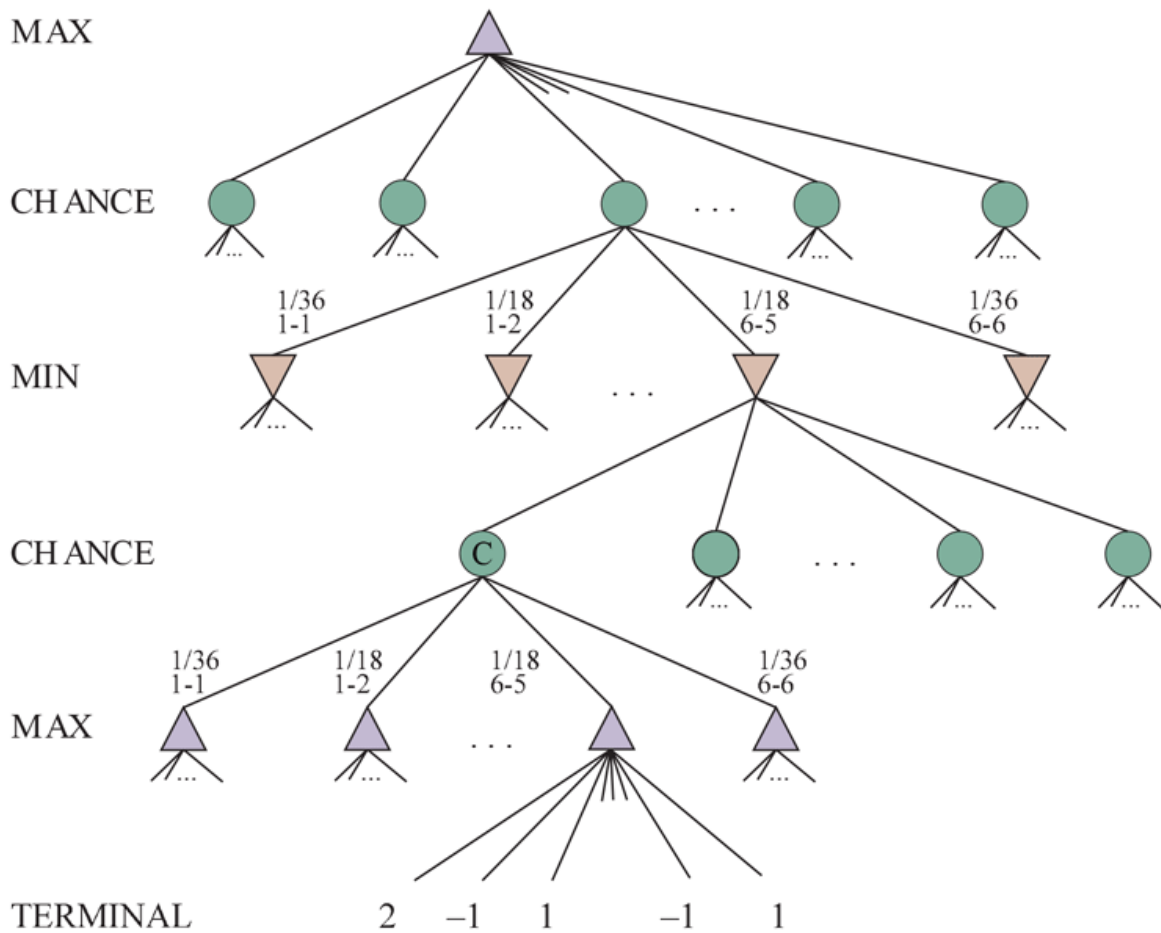 MAX
CHANCE
. . .
... ... ... ...
1/36 1/18 1/18 1/36
1-1 1-2 6-5 6-6
MIN
. . .
... ... ...
CHANCE
C
. . .
... ... ...
1/36 1/18 1/18 1/36
1-1 1-2 6-5 6-6
MAX
. . .
... ... ...
TERMINAL 2 –1 1 –1 1